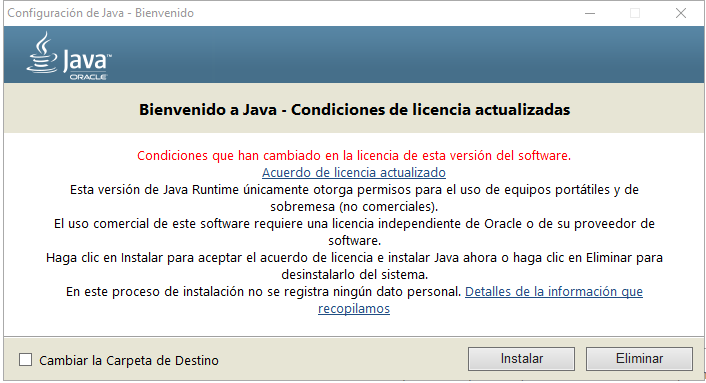 Configuración de Java - Bienvenido
Java™
ORACLE
Bienvenido a Java - Condiciones de licencia actualizadas
Condiciones que han cambiado en la licencia de esta versión del software.
Acuerdo de licencia actualizado
Esta versión de Java Runtime únicamente otorga permisos para el uso de equipos portátiles y de
sobremesa (no comerciales).
El uso comercial de este software requiere una licencia independiente de Oracle o de su proveedor de
software.
Haga clic en Instalar para aceptar el acuerdo de licencia e instalar Java ahora o haga clic en Eliminar para
desinstalarlo del sistema.
En este proceso de instalación no se registra ningún dato personal. Detalles de la información que
recopilamos
Cambiar la Carpeta de Destino
Instalar
Eliminar